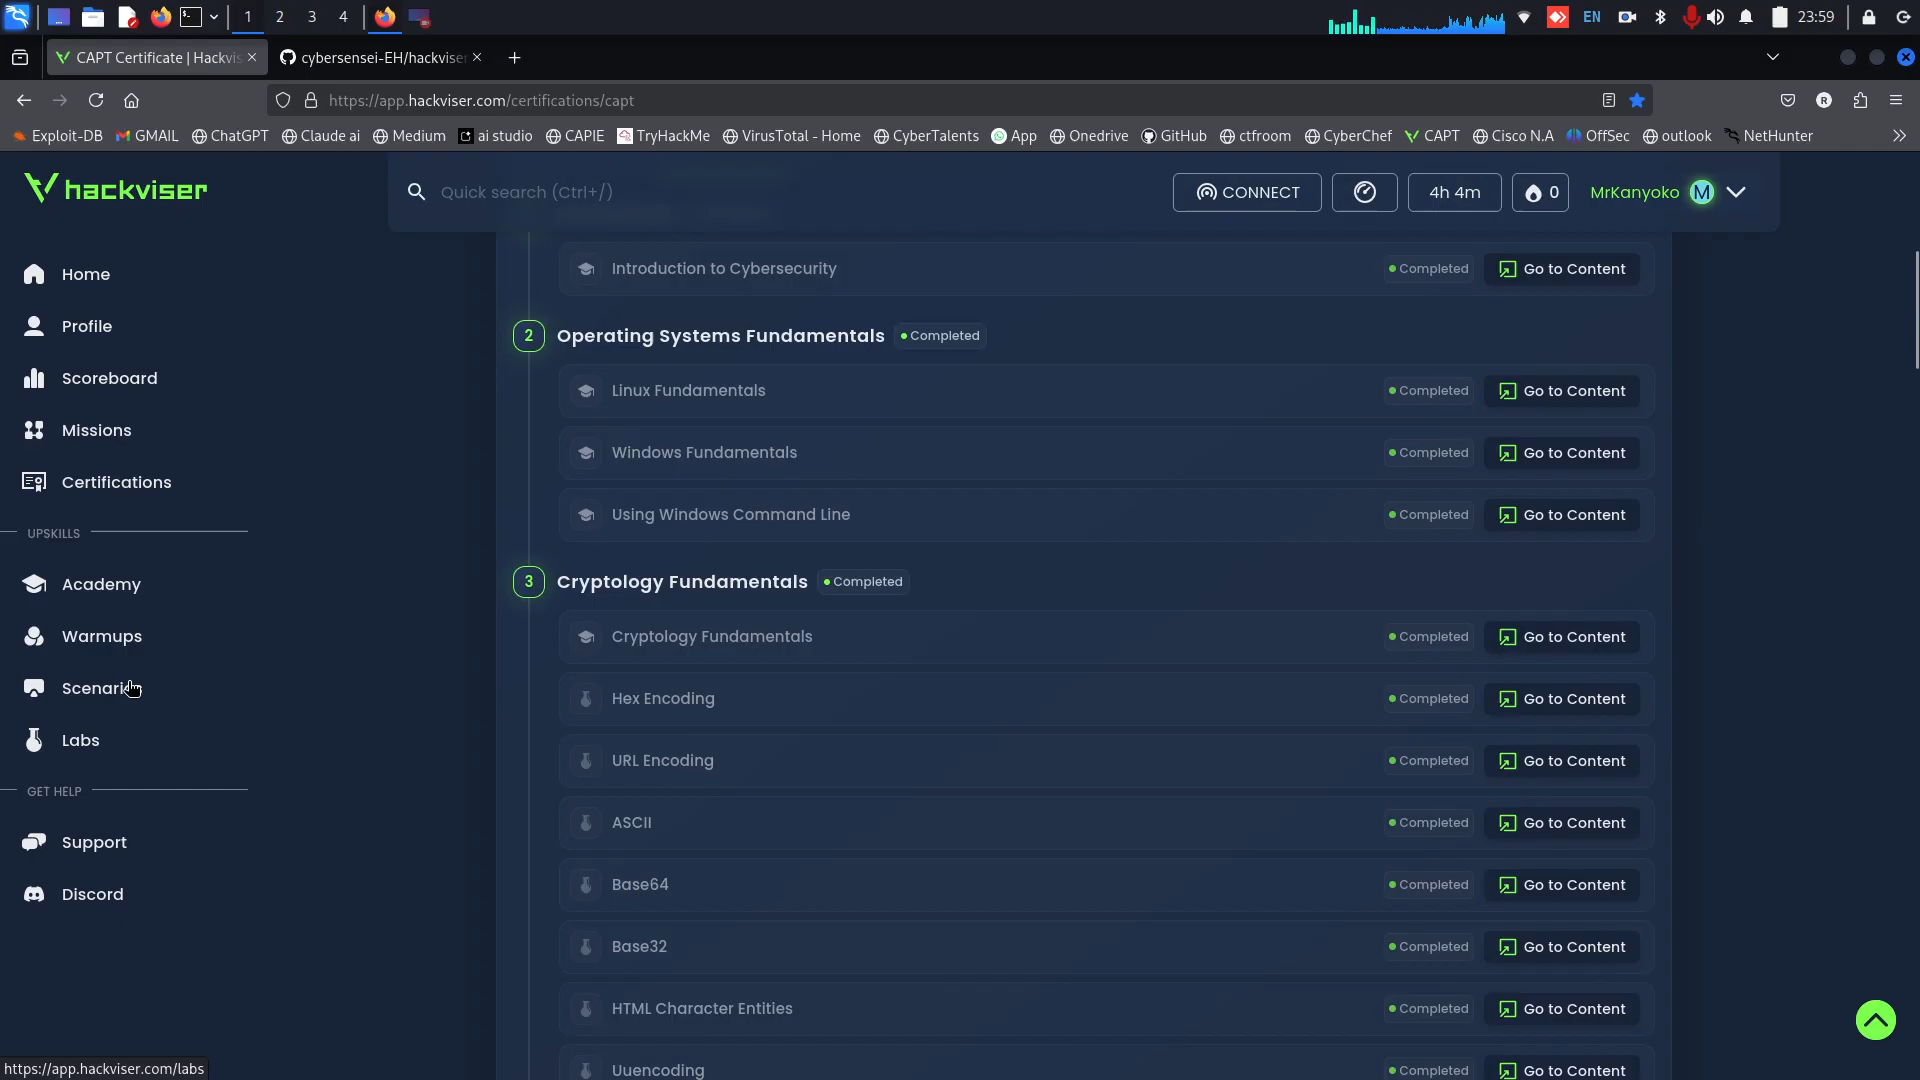 1 2 3 4 EN 23:59
CAPT Certificate | Hackvis
cybersensei-EH/hackviser
https://app.hackviser.com/certifications/capt
Exploit-DB GMAIL ChatGPT Claude ai Medium ai studio CAPIE TryHackMe VirusTotal - Home CyberTalents App Onedrive GitHub ctfroom CyberChef CAPT Cisco N.A OffSec outlook NetHunter
hackviser
Quick search (Ctrl+/)
CONNECT
4h 4m
0
MrKanyoko M
Home
Profile
Scoreboard
Missions
Certifications
UPSKILLS
Academy
Warmups
Labs
GET HELP
Support
Discord
Introduction to Cybersecurity Completed Go to Content
2 Operating Systems Fundamentals Completed
Linux Fundamentals Completed Go to Content
Windows Fundamentals Completed Go to Content
Using Windows Command Line Completed Go to Content
3 Cryptology Fundamentals Completed
Cryptology Fundamentals Completed Go to Content
Hex Encoding Completed Go to Content
URL Encoding Completed Go to Content
ASCII Completed Go to Content
Base64 Completed Go to Content
Base32 Completed Go to Content
HTML Character Entities Completed Go to Content
Uuencoding Completed Go to Content
https://app.hackviser.com/labs